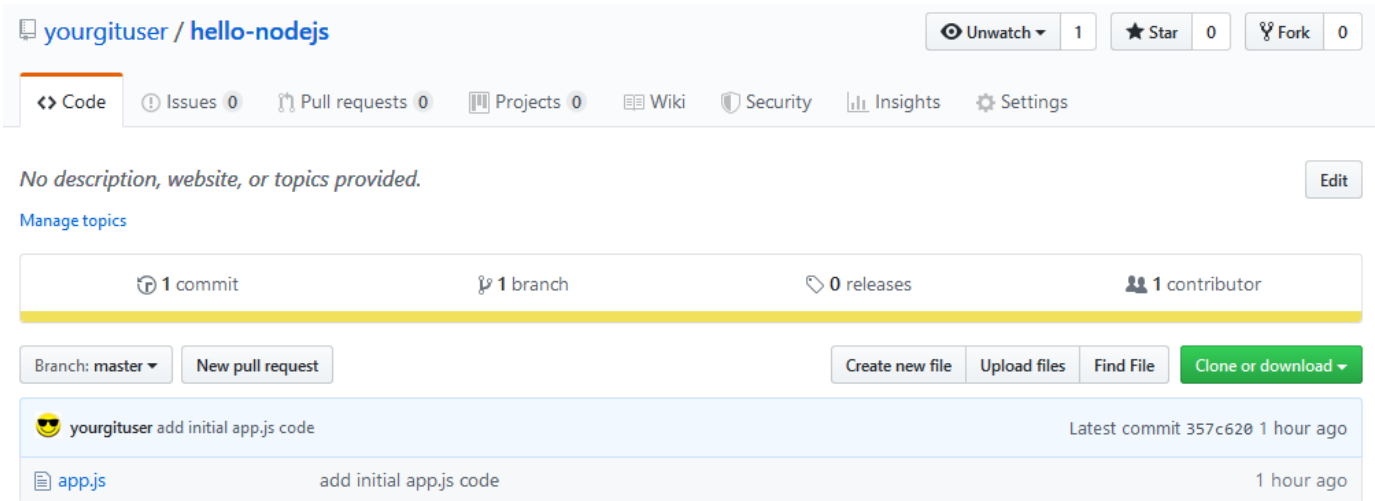 yourgituser / hello-nodejs Unwatch 1 Star 0 Fork 0
Code Issues 0 Pull requests 0 Projects 0 Wiki Security Insights Settings
No description, website, or topics provided. Edit
Manage topics
1 commit 1 branch 0 releases 1 contributor
Branch: master New pull request Create new file Upload files Find File Clone or download
yourgituser add initial app.js code Latest commit 357c620 1 hour ago
app.js add initial app.js code 1 hour ago